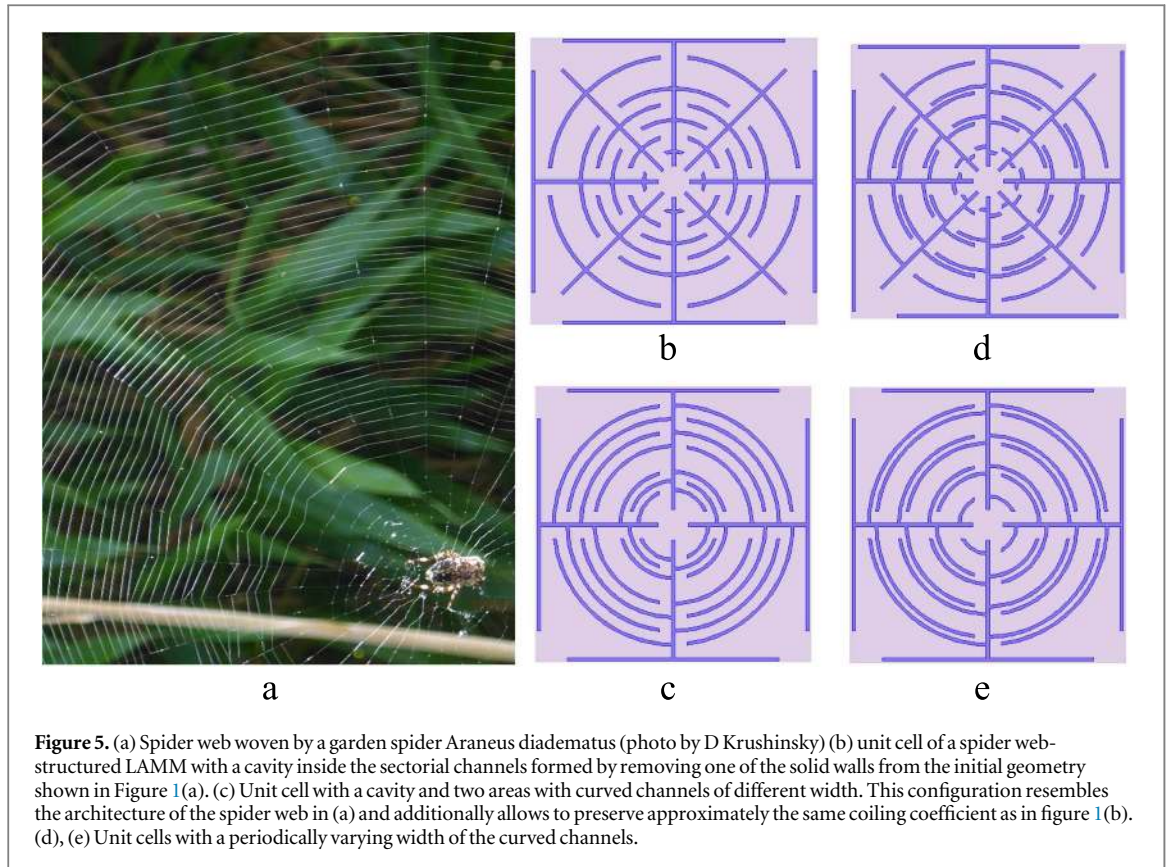 b
d
a
c
e
Figure 5. (a) Spider web woven by a garden spider Araneus diadematus (photo by D Krushinsky) (b) unit cell of a spider web-
structured LAMM with a cavity inside the sectorial channels formed by removing one of the solid walls from the initial geometry
shown in Figure 1(a). (c) Unit cell with a cavity and two areas with curved channels of different width. This configuration resembles
the architecture of the spider web in (a) and additionally allows to preserve approximately the same coiling coefficient as in figure 1(b).
(d), (e) Unit cells with a periodically varying width of the curved channels.